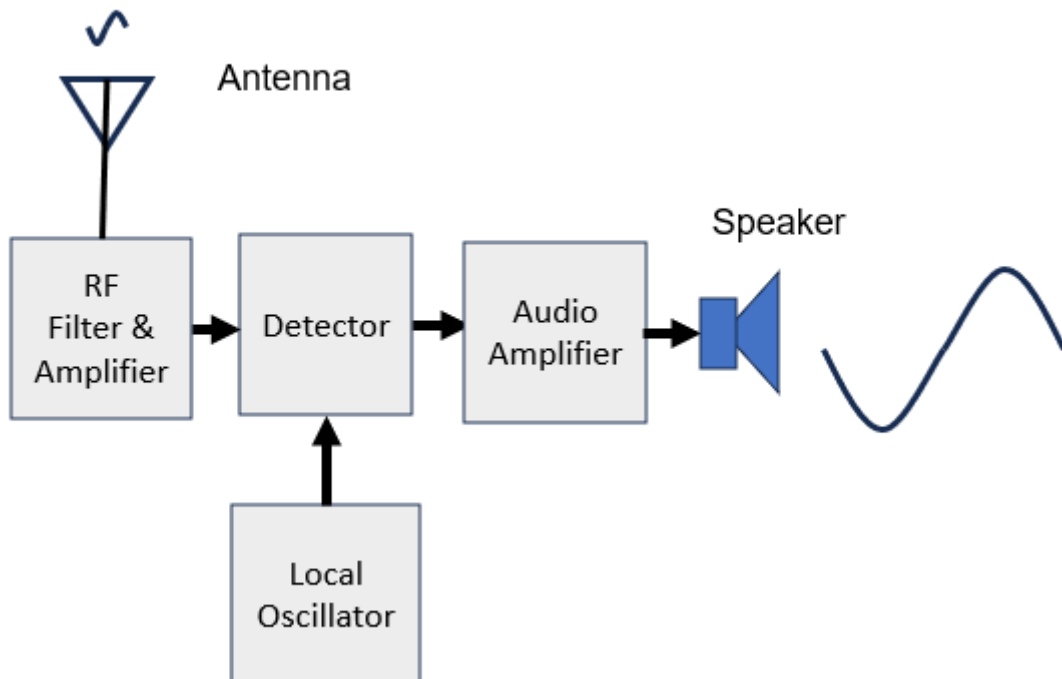 Antenna
Speaker
RF
Filter &
Amplifier
Detector
Audio
Amplifier
Local
Oscillator